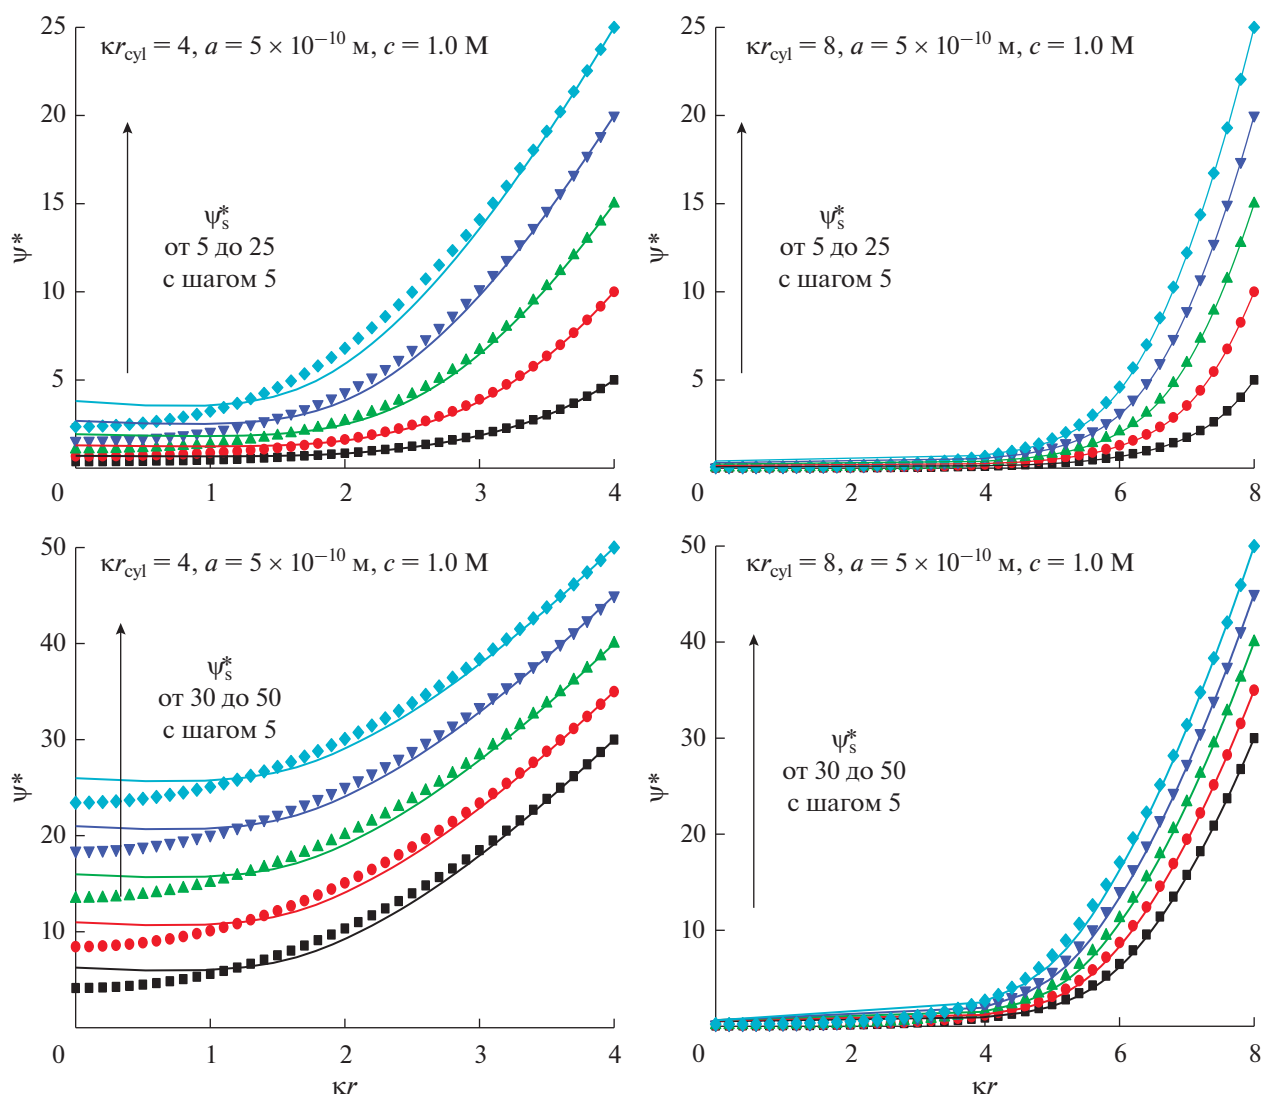 κr_cyl = 4, a = 5 × 10⁻¹⁰ м, c = 1.0 М
ψ*
25
20
15
10
5
0
1
2
3
4
ψ*ₛ
от 5 до 25
с шагом 5
κr_cyl = 8, a = 5 × 10⁻¹⁰ м, c = 1.0 М
ψ*
25
20
15
10
5
0
2
4
6
8
ψ*ₛ
от 5 до 25
с шагом 5
κr_cyl = 4, a = 5 × 10⁻¹⁰ м, c = 1.0 М
ψ*
50
40
30
20
10
0
1
2
3
4
κr
ψ*ₛ
от 30 до 50
с шагом 5
κr_cyl = 8, a = 5 × 10⁻¹⁰ м, c = 1.0 М
ψ*
50
40
30
20
10
0
2
4
6
8
κr
ψ*ₛ
от 30 до 50
с шагом 5